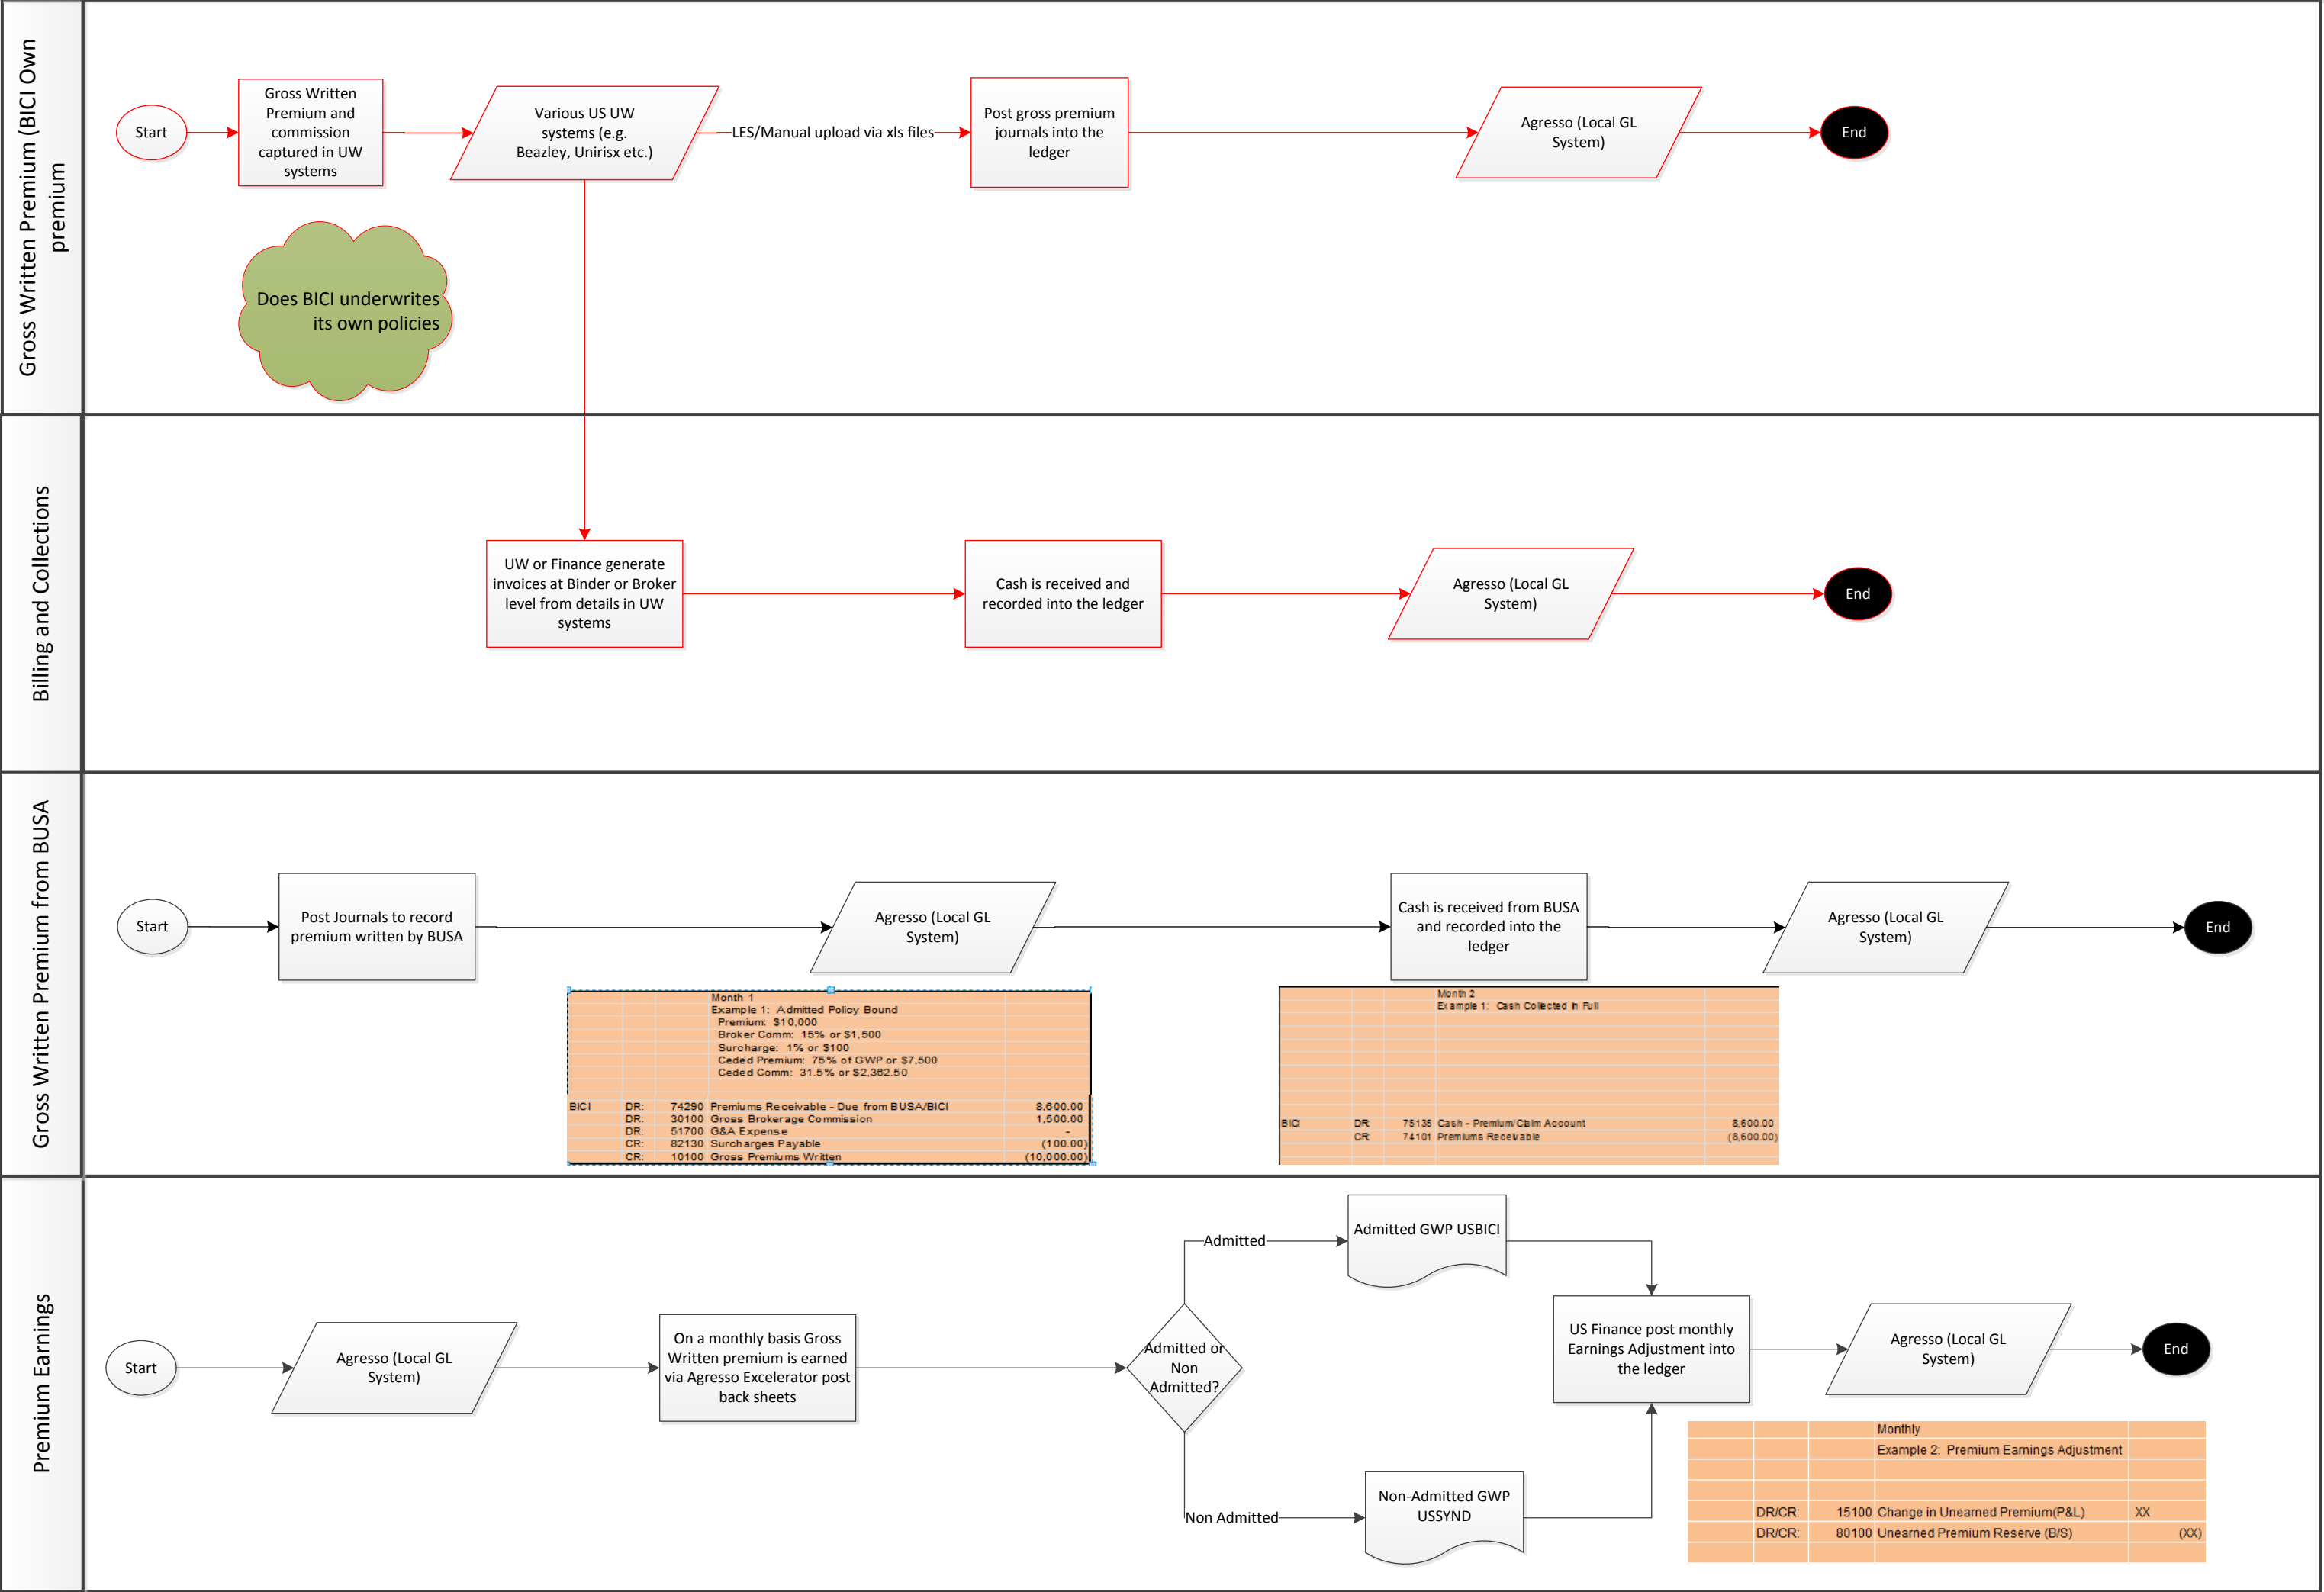 Gross Written Premium (BICI Own
premium
Start
Gross Written
Premium and
commission
captured in UW
systems
Various US UW
systems (e.g.
Beazley, Unirisx etc.)
LES/Manual upload via xls files
Post gross premium
journals into the
ledger
Agresso (Local GL
System)
End
Does BICI underwrites
its own policies
Billing and Collections
UW or Finance generate
invoices at Binder or Broker
level from details in UW
systems
Cash is received and
recorded into the ledger
Agresso (Local GL
System)
End
Gross Written Premium from BUSA
Start
Post Journals to record
premium written by BUSA
Agresso (Local GL
System)
Cash is received from BUSA
and recorded into the
ledger
Agresso (Local GL
System)
End
Month 1
Example 1: Admitted Policy Bound
Premium: $10,000
Broker Comm: 15% or $1,500
Surcharge: 1% or $100
Ceded Premium: 75% of GWP or $7,500
Ceded Comm: 31.5% or $2,362.50
BICI DR: 74290 Premiums Receivable - Due from BUSA/BICI 8,600.00
DR: 30100 Gross Brokerage Commission 1,500.00
DR: 51700 G&A Expense -
CR: 82130 Surcharges Payable (100.00)
CR: 10100 Gross Premiums Written (10,000.00)
Month 2
Example 1: Cash Collected in Full
BICI DR: 75135 Cash - Premium/Claim Account 8,600.00
CR: 74101 Premiums Receivable (8,600.00)
Premium Earnings
Start
Agresso (Local GL
System)
On a monthly basis Gross
Written premium is earned
via Agresso Excelerator post
back sheets
Admitted or
Non
Admitted?
Admitted
Admitted GWP USBICI
Non Admitted
Non-Admitted GWP
USSYND
US Finance post monthly
Earnings Adjustment into
the ledger
Agresso (Local GL
System)
End
Monthly
Example 2: Premium Earnings Adjustment
DR/CR: 15100 Change in Unearned Premium(P&L) XX
DR/CR: 80100 Unearned Premium Reserve (B/S) (XX)